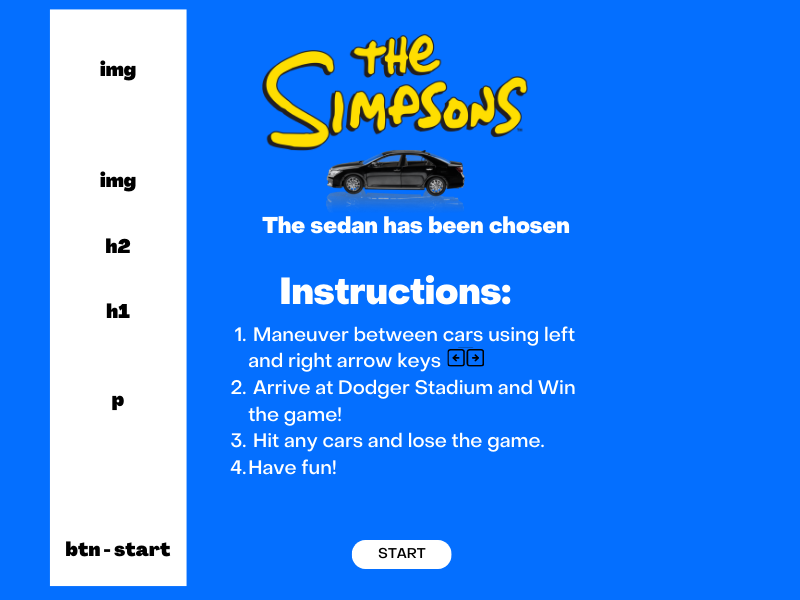 img
THE
SIMPSONS
img
The sedan has been chosen
h2
h1
Instructions:
p
1. Maneuver between cars using left
and right arrow keys
2. Arrive at Dodger Stadium and Win
the game!
3. Hit any cars and lose the game.
4. Have fun!
btn - start
START